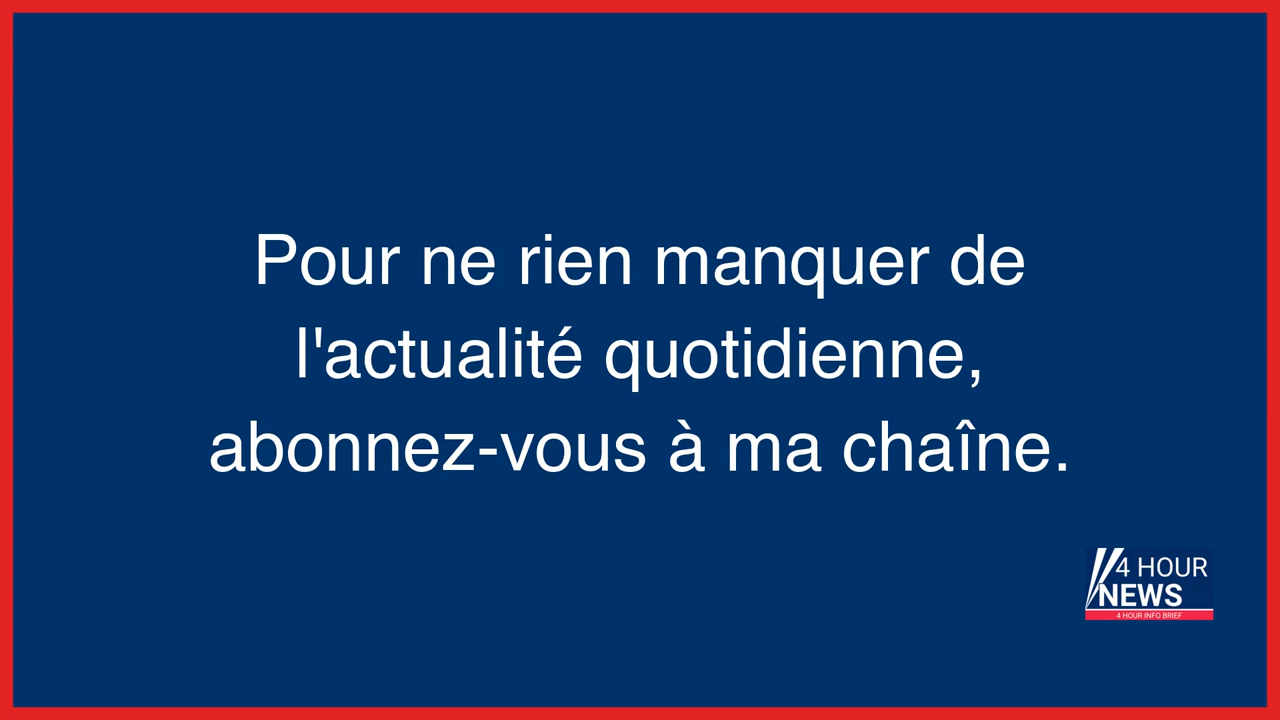 Pour ne rien manquer de
l'actualité quotidienne,
abonnez-vous à ma chaîne.
4 HOUR
NEWS
4 HOUR INFO BRIEF